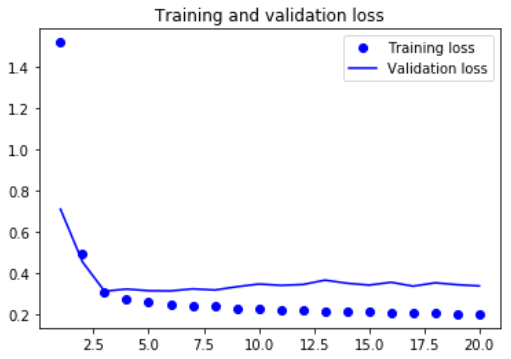 Training and validation loss
Training loss
Validation loss
1.4
1.2
1.0
0.8
0.6
0.4
0.2
2.5 5.0 7.5 10.0 12.5 15.0 17.5 20.0